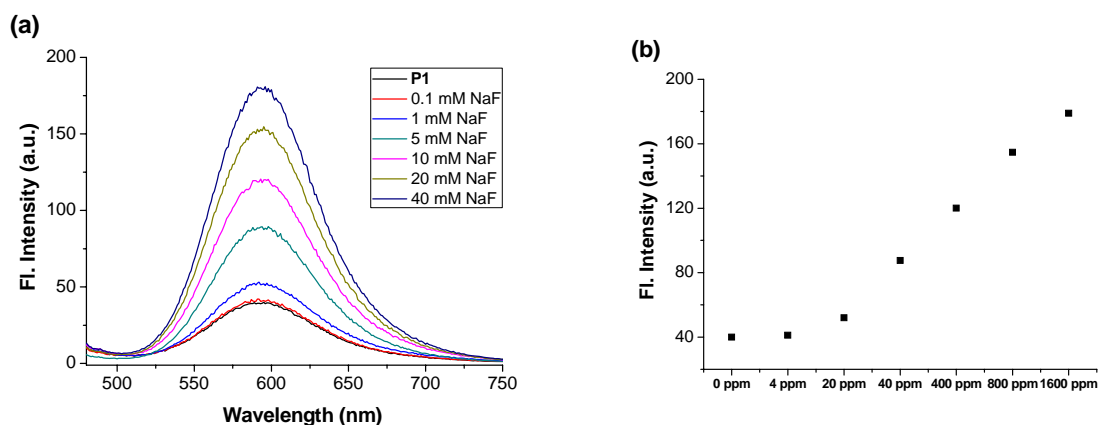 (a)
200
150
100
50
0
Fl. Intensity (a.u.)
P1
0.1 mM NaF
1 mM NaF
5 mM NaF
10 mM NaF
20 mM NaF
40 mM NaF
500 550 600 650 700 750
Wavelength (nm)
(b)
200
160
120
80
40
Fl. Intensity (a.u.)
0 ppm 4 ppm 20 ppm 40 ppm 400 ppm 800 ppm 1600 ppm